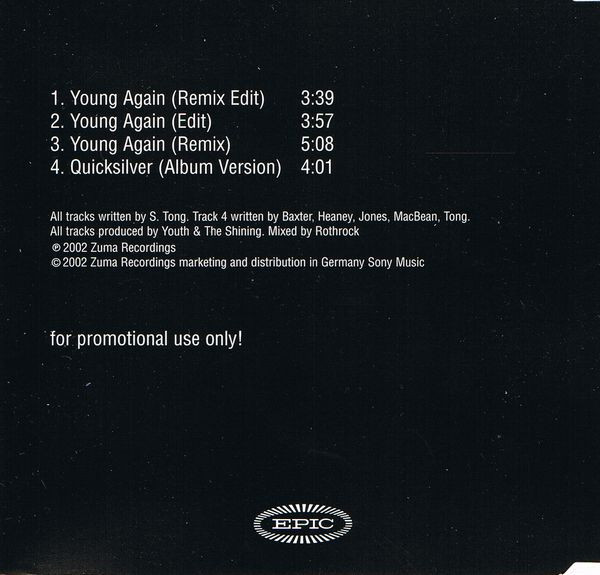 1. Young Again (Remix Edit) 3:39
2. Young Again (Edit) 3:57
3. Young Again (Remix) 5:08
4. Quicksilver (Album Version) 4:01
All tracks written by S. Tong. Track 4 written by Baxter, Heaney, Jones, MacBean, Tong.
All tracks produced by Youth & The Shining. Mixed by Rothrock
℗ 2002 Zuma Recordings
© 2002 Zuma Recordings marketing and distribution in Germany Sony Music
for promotional use only!
EPIC